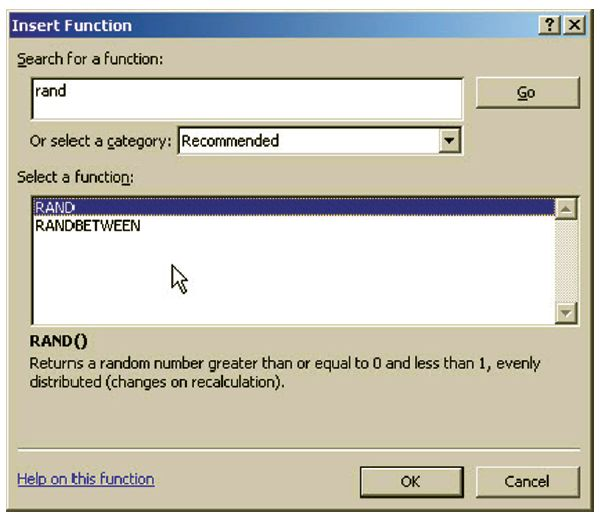 Insert Function
Search for a function:
rand
Go
Or select a category: Recommended
Select a function:
RAND
RANDBETWEEN
RAND()
Returns a random number greater than or equal to 0 and less than 1, evenly
distributed (changes on recalculation).
Help on this function
OK
Cancel